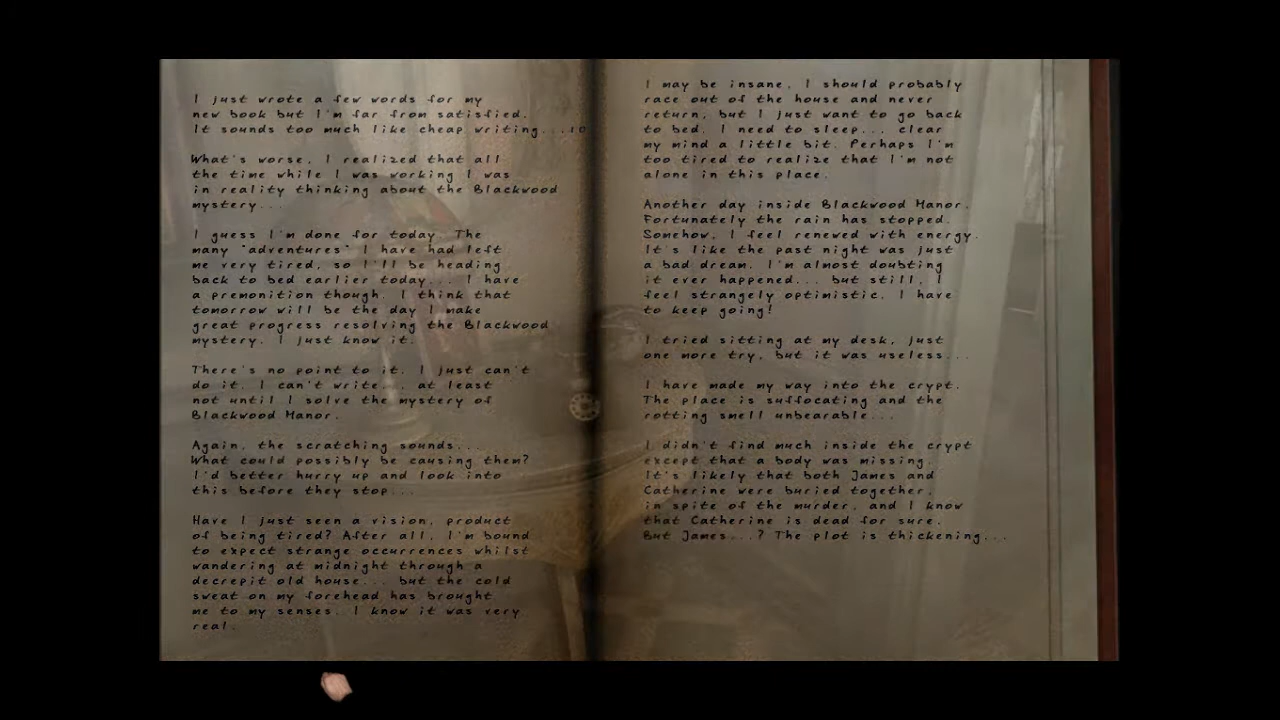 I just wrote a few words for my
new book but I'm far from satisfied.
It sounds too much like cheap writing...10
What's worse, I realized that all
the time while I was working I was
in reality thinking about the Blackwood
mystery...
I guess I'm done for today. The
many "adventures" I have had left
me very tired, so I'll be heading
back to bed earlier today... I have
a premonition though. I think that
tomorrow will be the day I make
great progress resolving the Blackwood
mystery. I just know it.
There's no point to it. I just can't
do it. I can't write... at least
not until I solve the mystery of
Blackwood Manor.
Again, the scratching sounds...
What could possibly be causing them?
I'd better hurry up and look into
this before they stop...
Have I just seen a vision, product
of being tired? After all, I'm bound
to expect strange occurrences whilst
wandering at midnight through a
decrepit old house... but the cold
sweat on my forehead has brought
me to my senses. I know it was very
real.
I may be insane, I should probably
race out of the house and never
return, but I just want to go back
to bed. I need to sleep... clear
my mind a little bit. Perhaps I'm
too tired to realize that I'm not
alone in this place.
Another day inside Blackwood Manor.
Fortunately the rain has stopped.
Somehow, I feel renewed with energy.
It's like the past night was just
a bad dream. I'm almost doubting
it ever happened... but still, I
feel strangely optimistic. I have
to keep going!
I tried sitting at my desk, just
one more try, but it was useless...
I have made my way into the crypt.
The place is suffocating and the
rotting smell unbearable...
I didn't find much inside the crypt
except that a body was missing.
It's likely that both James and
Catherine were buried together,
in spite of the murder, and I know
that Catherine is dead for sure.
But James...? The plot is thickening...